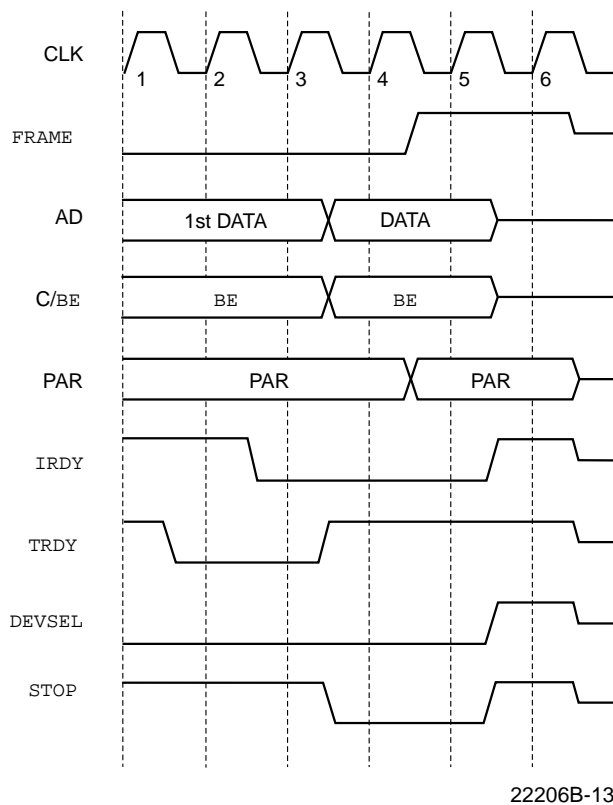 CLK
1 2 3 4 5 6
FRAME
AD 1st DATA DATA
C/BE BE BE
PAR PAR PAR
IRDY
TRDY
DEVSEL
STOP
22206B-13